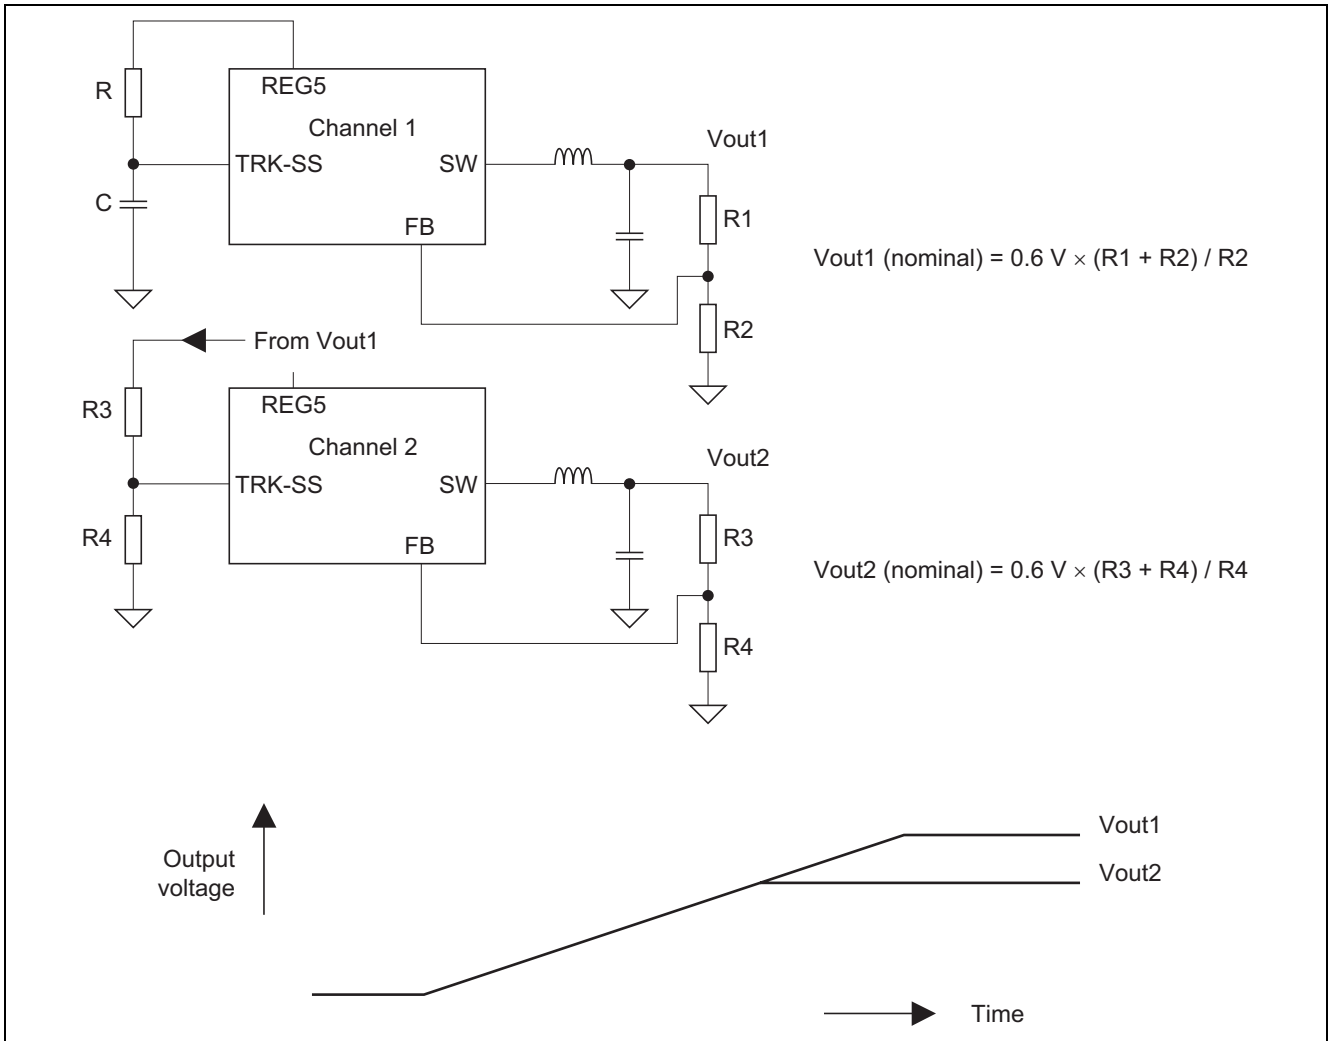 REG5
R
Channel 1
Vout1
TRK-SS
SW
C
FB
R1
Vout1 (nominal) = 0.6 V × (R1 + R2) / R2
R2
From Vout1
REG5
R3
Channel 2
Vout2
TRK-SS
SW
R4
FB
R3
Vout2 (nominal) = 0.6 V × (R3 + R4) / R4
R4
Vout1
Output
voltage
Vout2
Time